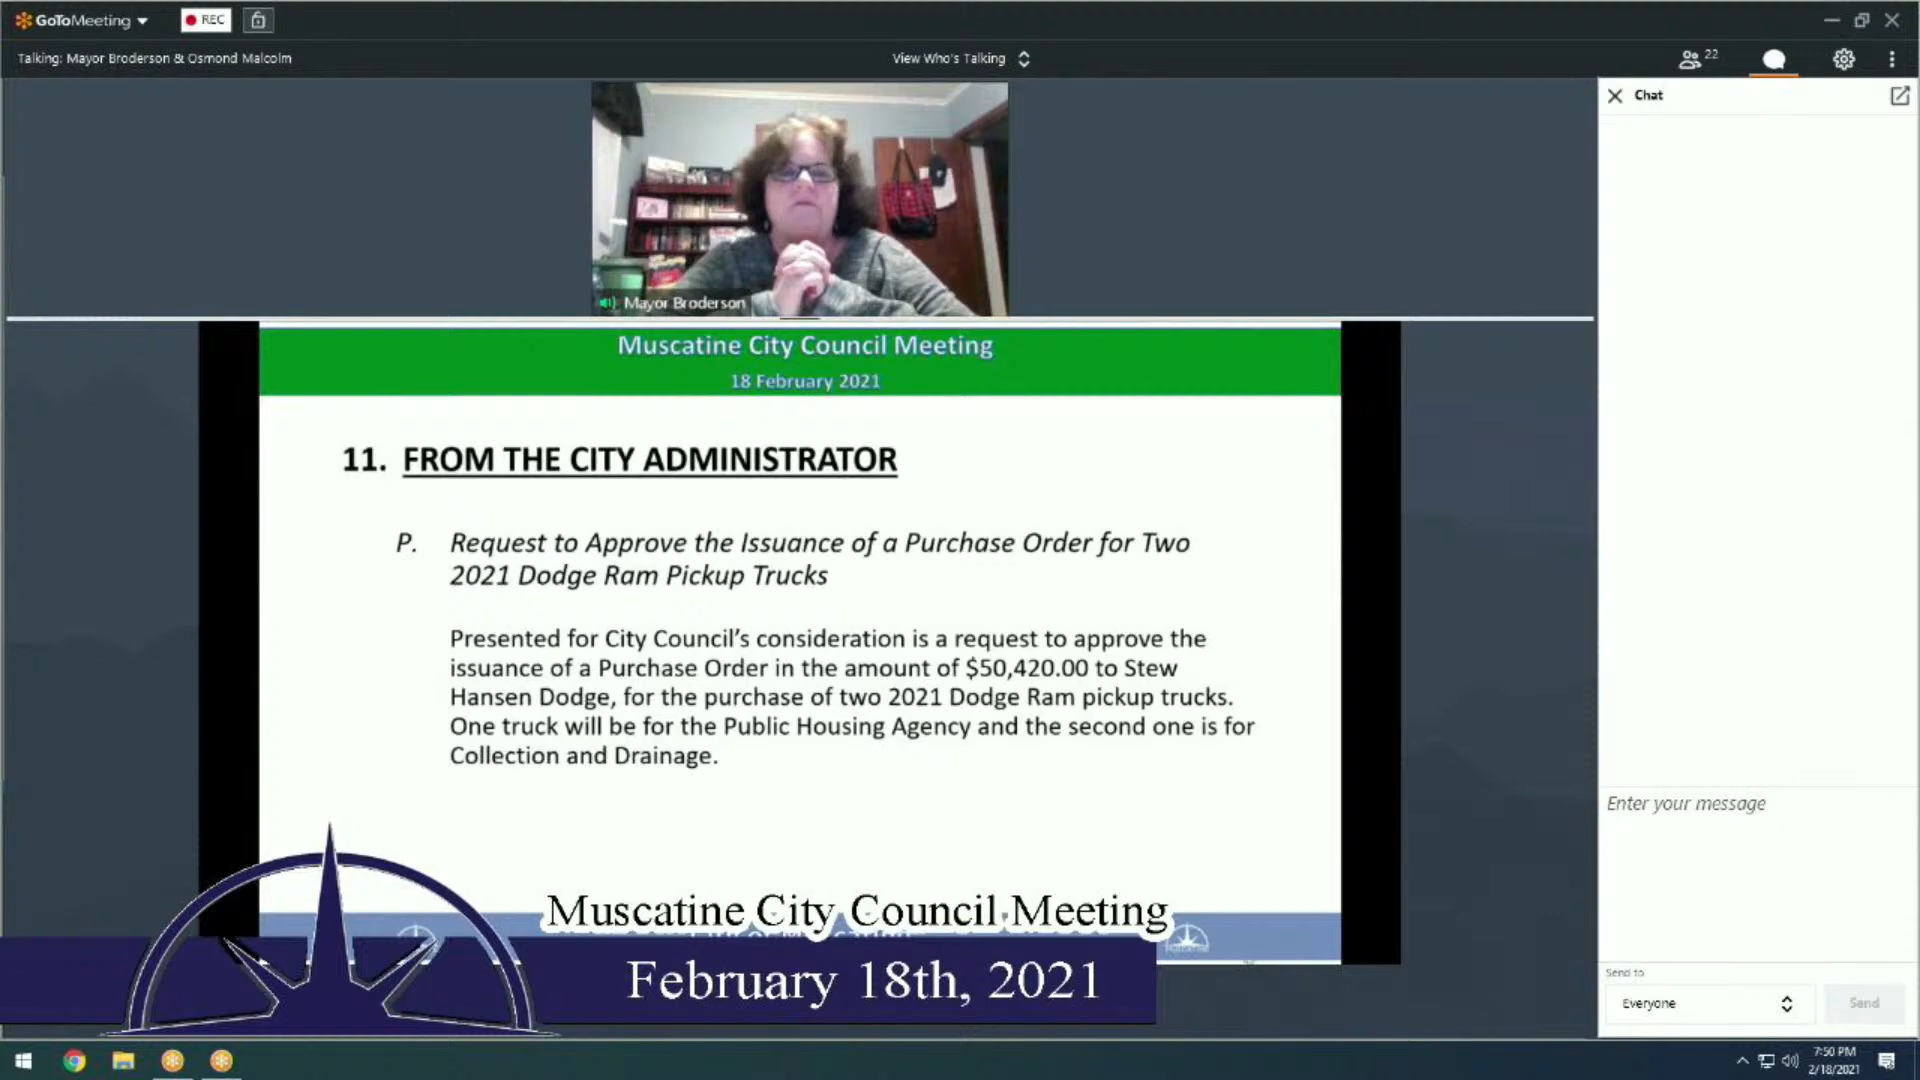 GoToMeeting
REC
Talking: Mayor Broderson & Osmond Malcolm
View Who's Talking
22
Chat
Mayor Broderson
Muscatine City Council Meeting
18 February 2021
11. FROM THE CITY ADMINISTRATOR
P. Request to Approve the Issuance of a Purchase Order for Two
2021 Dodge Ram Pickup Trucks
Presented for City Council's consideration is a request to approve the
issuance of a Purchase Order in the amount of $50,420.00 to Stew
Hansen Dodge, for the purchase of two 2021 Dodge Ram pickup trucks.
One truck will be for the Public Housing Agency and the second one is for
Collection and Drainage.
Muscatine City Council Meeting
February 18th, 2021
Enter your message
Send to
Everyone
Send
7:50 PM
2/18/2021